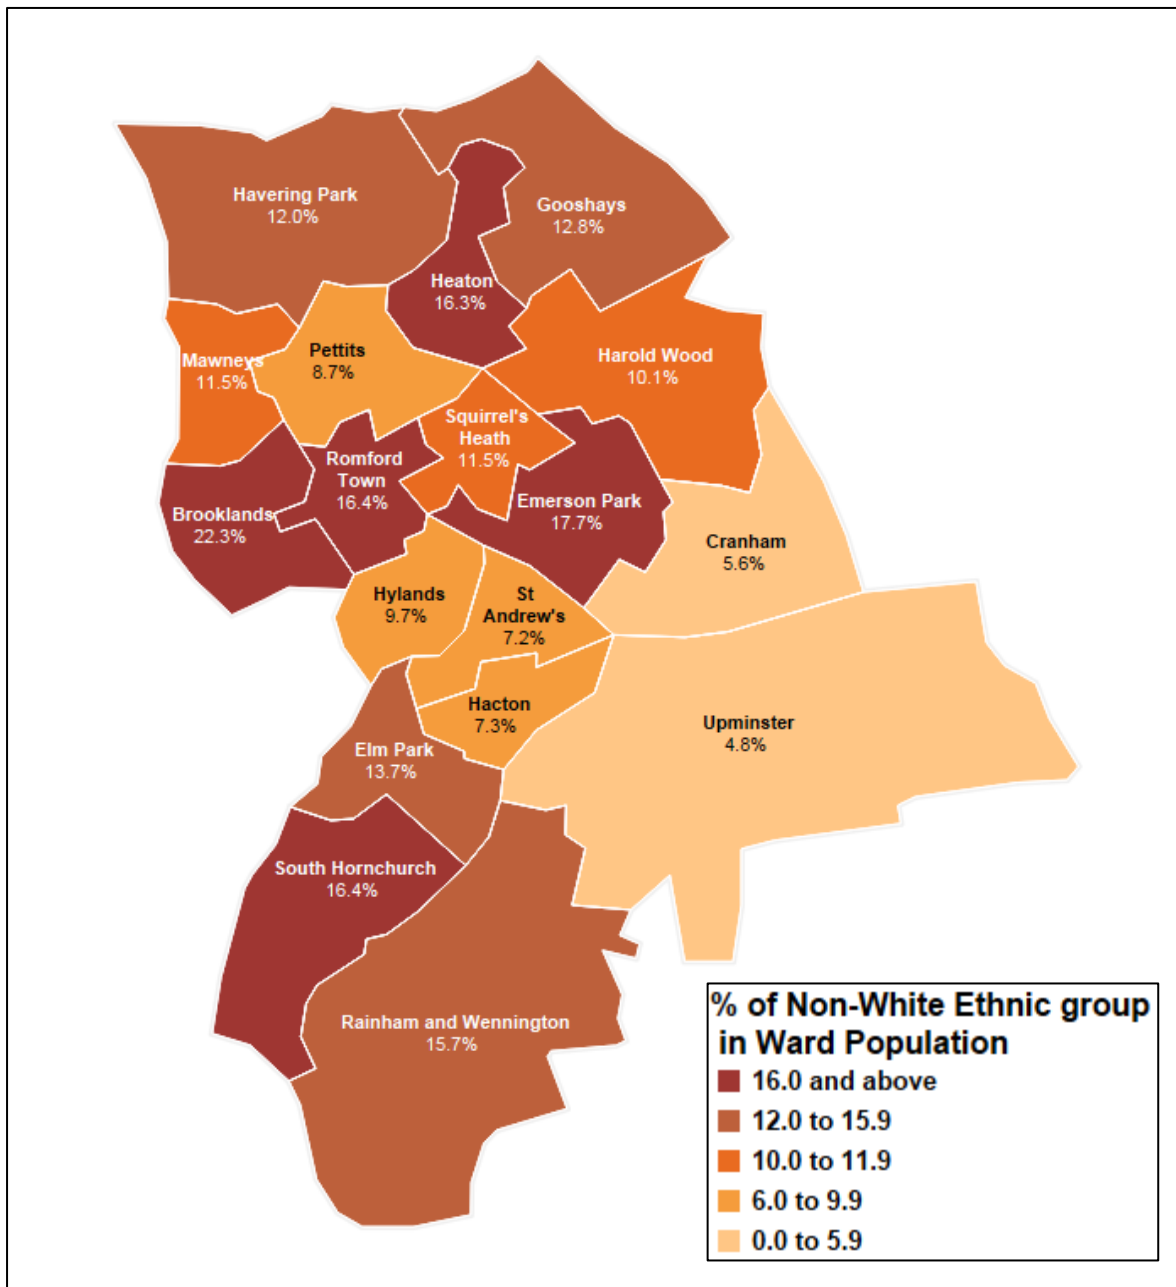 Havering Park
12.0%
Gooshays
12.8%
Heaton
16.3%
Mawneys
11.5%
Pettits
8.7%
Harold Wood
10.1%
Squirrel's
Heath
11.5%
Romford
Town
16.4%
Brooklands
22.3%
Emerson Park
17.7%
Cranham
5.6%
Hylands
9.7%
St
Andrew's
7.2%
Hacton
7.3%
Upminster
4.8%
Elm Park
13.7%
South Hornchurch
16.4%
Rainham and Wennington
15.7%
% of Non-White Ethnic group
in Ward Population
16.0 and above
12.0 to 15.9
10.0 to 11.9
6.0 to 9.9
0.0 to 5.9